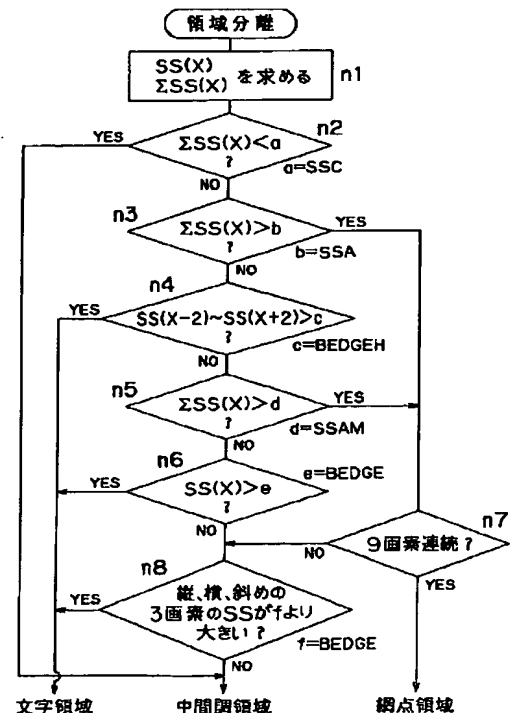 領域分離
SS(X)
ΣSS(X) を求める
n1
n2
YES
ΣSS(X)<a
?
a=SSC
NO
n3
ΣSS(X)>b
?
YES
b=SSA
NO
n4
YES
SS(X-2)~SS(X+2)>c
?
c=BEDGEH
NO
n5
ΣSS(X)>d
?
YES
d=SSAM
NO
n6
YES
SS(X)>e
?
e=BEDGE
NO
n7
9画素連続?
NO
YES
n8
YES
縦、横、斜めの
3画素のSSがfより
大きい?
f=BEDGE
NO
文字領域
中間調領域
網点領域